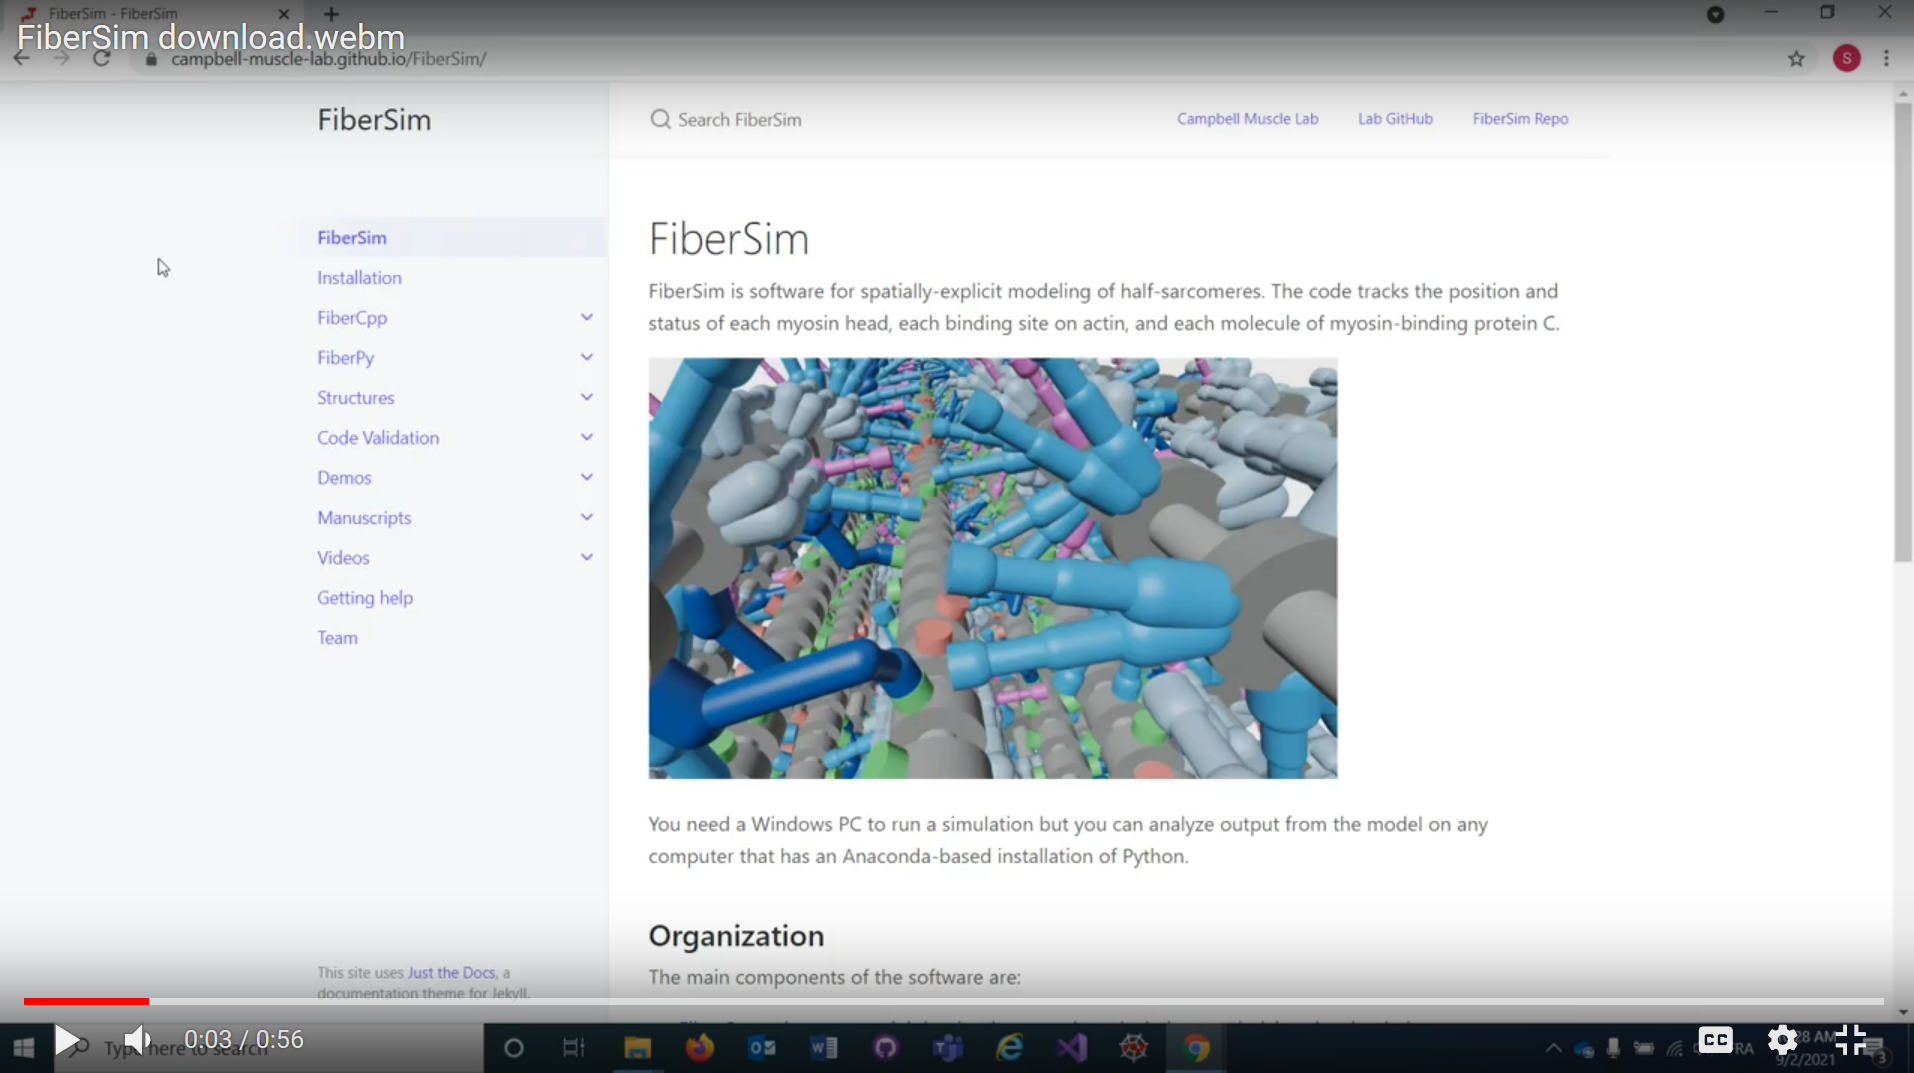 FiberSim - FiberSim
FiberSim download.webm
campbell-muscle-lab.github.io/FiberSim/
S
FiberSim
Search FiberSim
Campbell Muscle Lab
Lab GitHub
FiberSim Repo
FiberSim
Installation
FiberCpp
FiberPy
Structures
Code Validation
Demos
Manuscripts
Videos
Getting help
Team
This site uses Just the Docs, a
documentation theme for Jekyll.
FiberSim
FiberSim is software for spatially-explicit modeling of half-sarcomeres. The code tracks the position and
status of each myosin head, each binding site on actin, and each molecule of myosin-binding protein C.
You need a Windows PC to run a simulation but you can analyze output from the model on any
computer that has an Anaconda-based installation of Python.
Organization
The main components of the software are:
Type here to search
0:03 / 0:56
CC
AM
9/2/2021
3